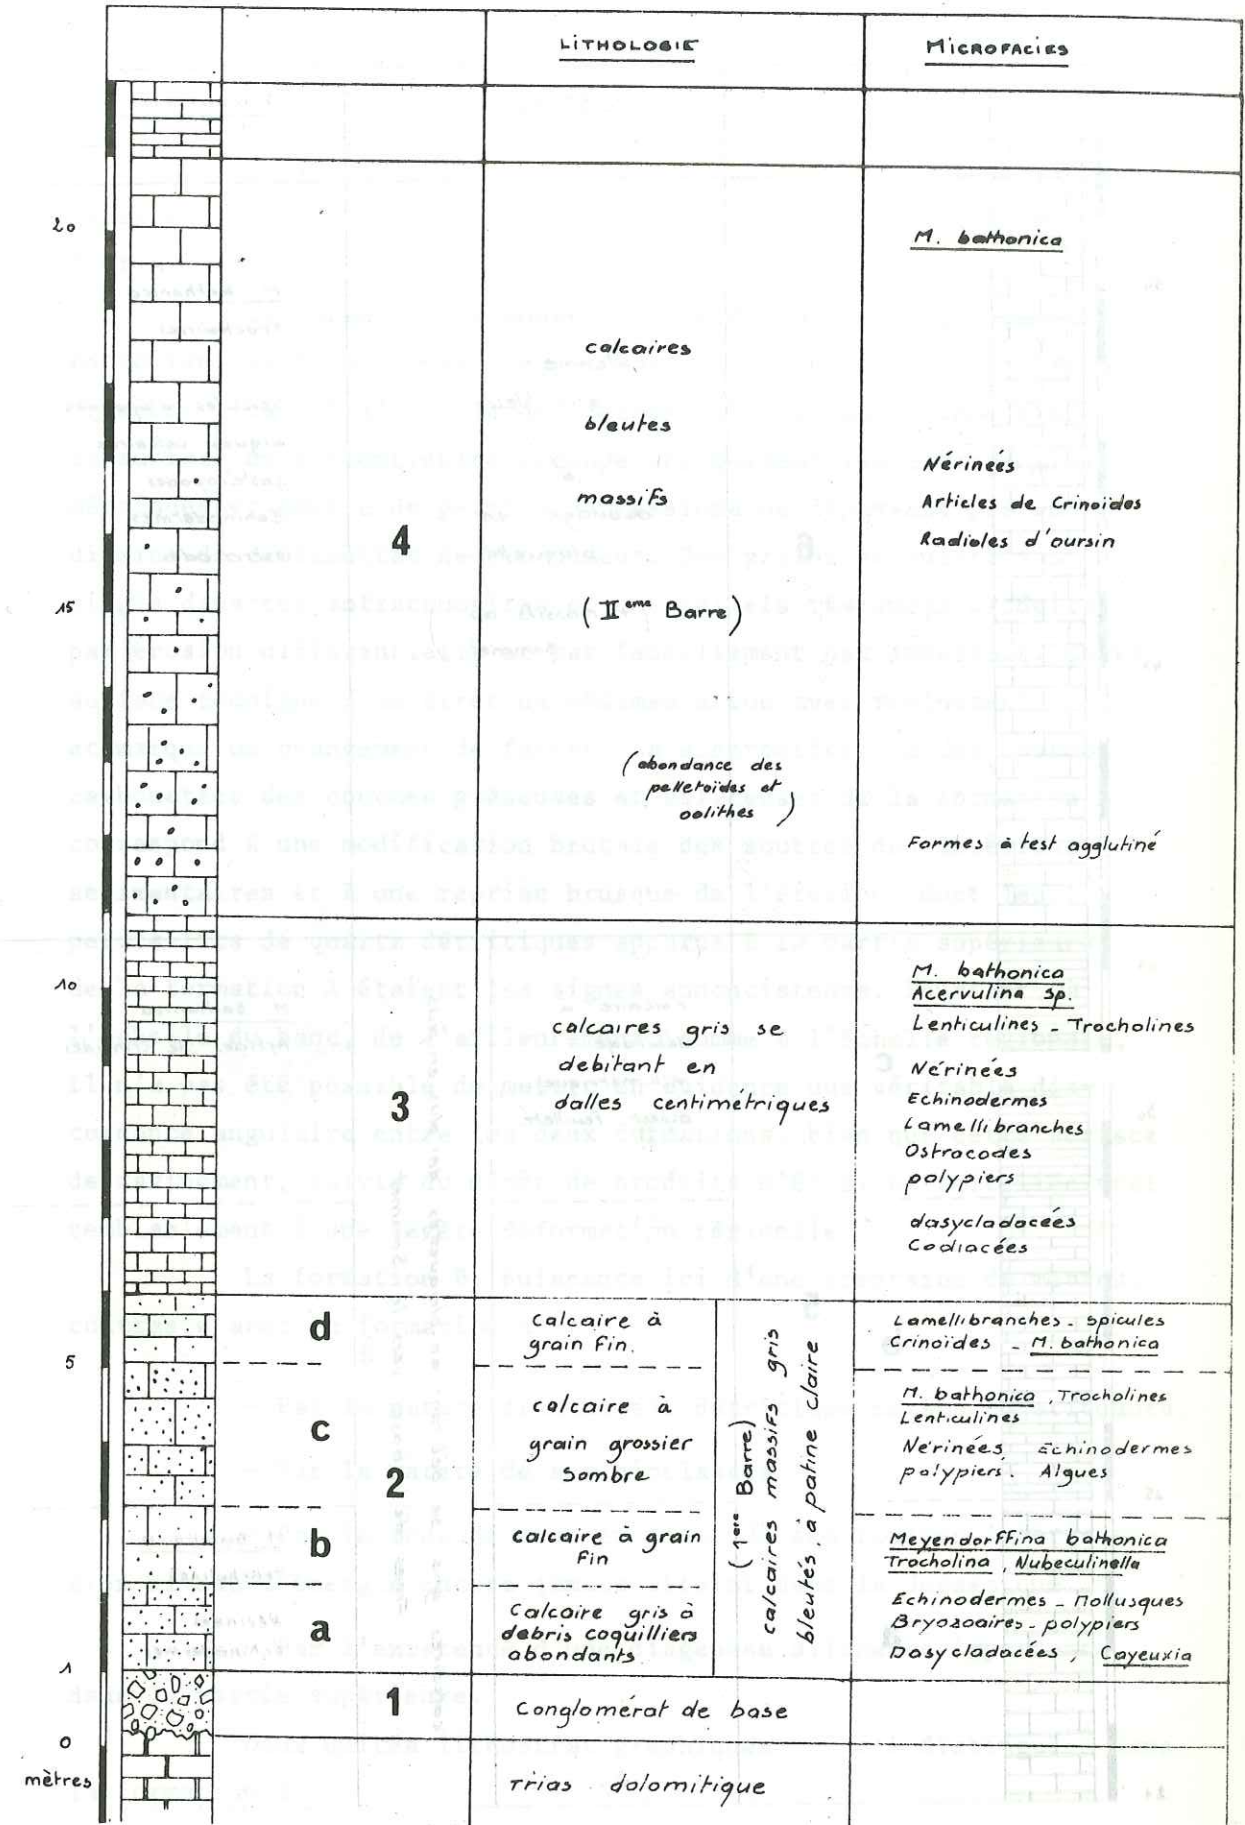 LITHOLOGIE
MICROFACIES
20
M. bathonica
calcaires
bleutes
massifs
(IIeme Barre)
(abondance des
pelletoïdes et
oolithes)
4
Nérinées
Articles de Crinoïdes
Radioles d'oursin
15
Formes à test agglutiné
10
3
calcaires gris se
debitant en
dalles centimétriques
M. bathonica
Acervulina sp.
Lenticulines - Trocholines
Nérinées
Echinodermes
Lamellibranches
Ostracodes
polypiers
dasycladacées
Codiacées
5
2
(1ere Barre)
calcaires massifs gris
bleutés, à patine claire
d
Calcaire à
grain fin.
Lamellibranches - spicules
Crinoïdes - M. bathonica
c
calcaire à
grain grossier
sombre
M. bathonica Trocholines
Lenticulines
Nérinées Echinodermes
polypiers. Algues
b
calcaire à grain
fin
Meyendorffina bathonica
Trocholina, Nubeculinella
a
Calcaire gris à
debris coquilliers
abondants
Echinodermes - Mollusques
Bryozoaires - polypiers
Dasycladacées, Cayeuxia
1
1
Conglomérat de base
0
mètres
Trias dolomitique